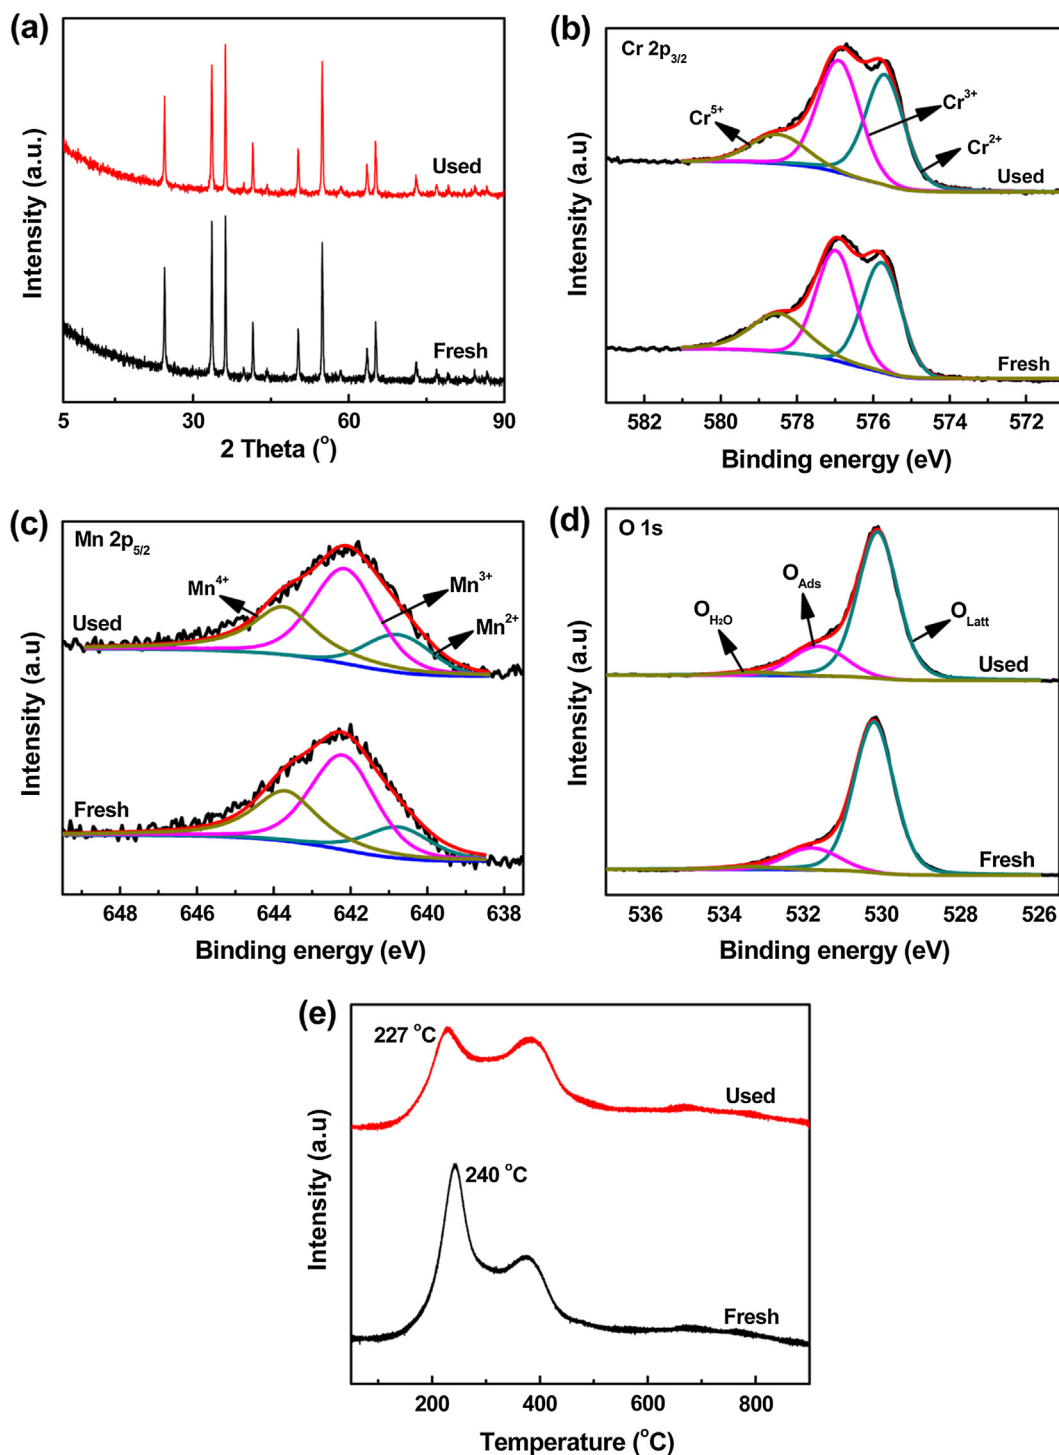 (a)
Intensity (a.u.)
Used
Fresh
5 30 60 90
2 Theta (°)
(b)
Cr 2p3/2
Intensity (a.u)
Cr5+
Cr3+
Cr2+
Used
Fresh
582 580 578 576 574 572
Binding energy (eV)
(c)
Mn 2p5/2
Intensity (a.u)
Mn4+
Mn3+
Mn2+
Used
Fresh
648 646 644 642 640 638
Binding energy (eV)
(d)
O 1s
Intensity (a.u)
OAds
OH2O
OLatt
Used
Fresh
536 534 532 530 528 526
Binding energy (eV)
(e)
Intensity (a.u)
227 °C
Used
240 °C
Fresh
200 400 600 800
Temperature (°C)